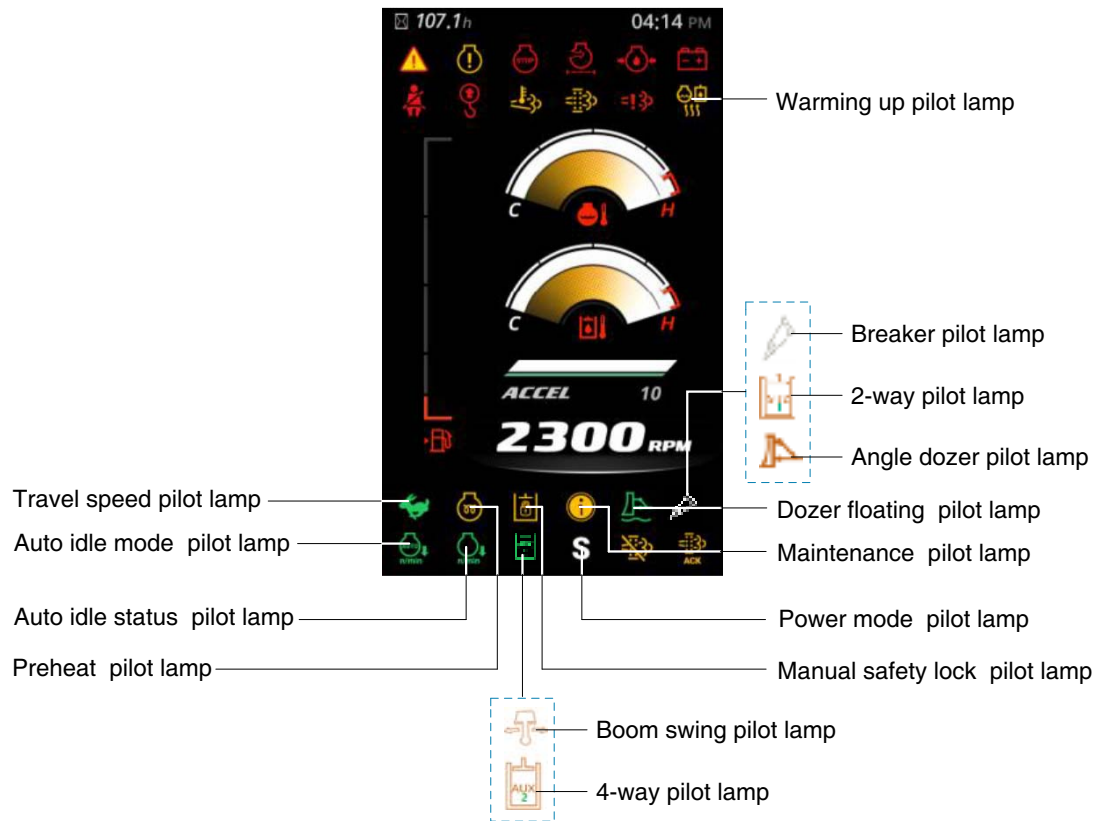 107.1h
04:14 PM
STOP
Warming up pilot lamp
C
H
C
H
Breaker pilot lamp
ACCEL 10
2-way pilot lamp
2300 RPM
Angle dozer pilot lamp
Travel speed pilot lamp
Dozer floating pilot lamp
Auto idle mode pilot lamp
n/min
n/min
S
ACK
Maintenance pilot lamp
Auto idle status pilot lamp
Power mode pilot lamp
Preheat pilot lamp
Manual safety lock pilot lamp
Boom swing pilot lamp
AUX
2
4-way pilot lamp